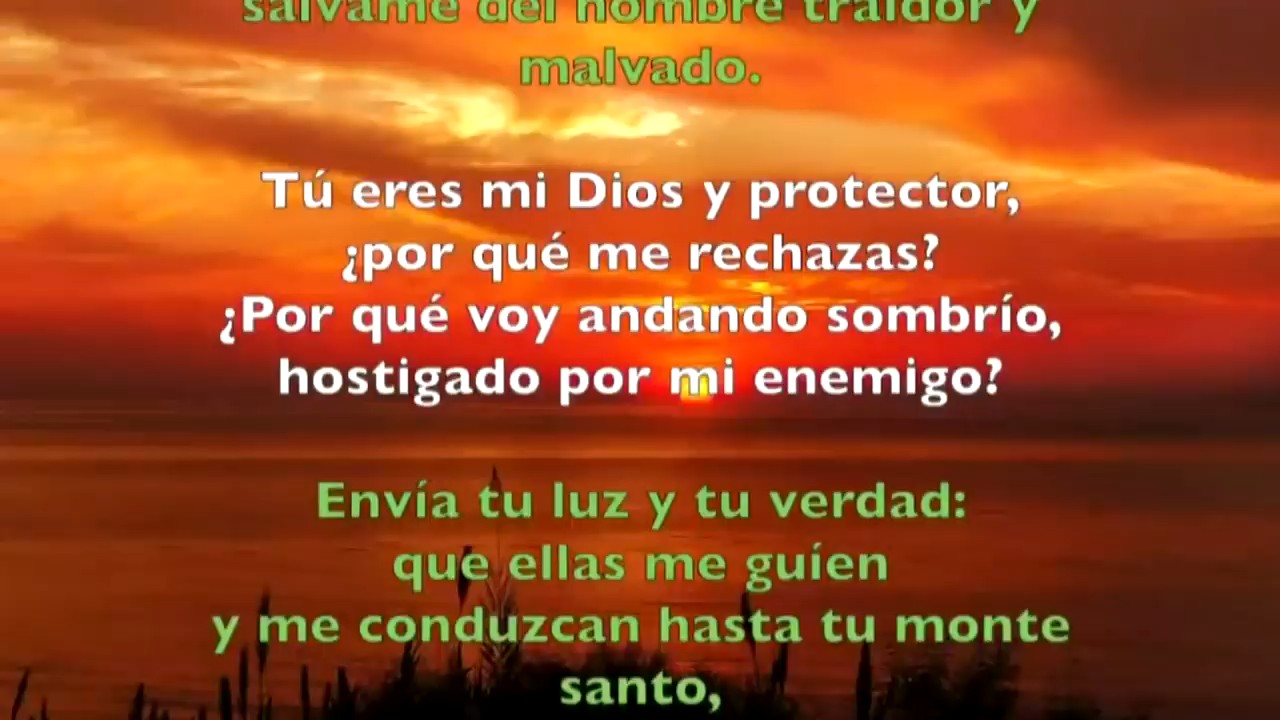 sálvame del hombre traidor y
malvado.
Tú eres mi Dios y protector,
¿por qué me rechazas?
¿Por qué voy andando sombrío,
hostigado por mi enemigo?
Envía tu luz y tu verdad:
que ellas me guíen
y me conduzcan hasta tu monte
santo,